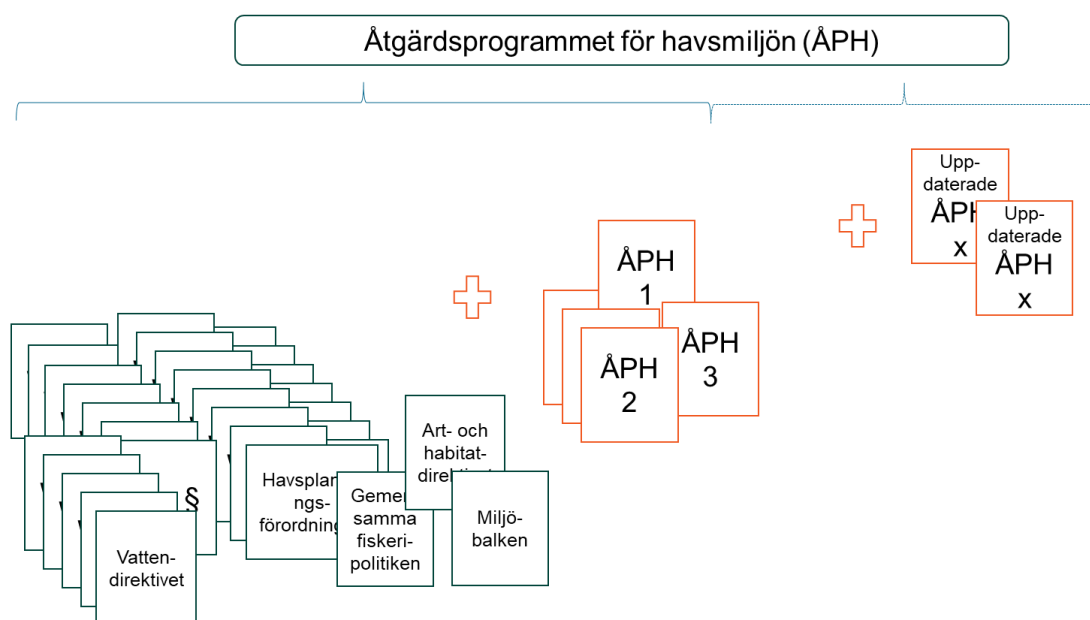 Åtgärdsprogrammet för havsmiljön (ÅPH)
Upp-
daterade
x
Upp-
daterade
ÅPH
x
ÅPH
1
ÅPH
2
ÅPH
3
Art- och
habitat-
§
Havsplan
ngs-
förordning
Gemen
samma
fiskeri-
politiken
Miljö-
balken
Vatten-
direktivet